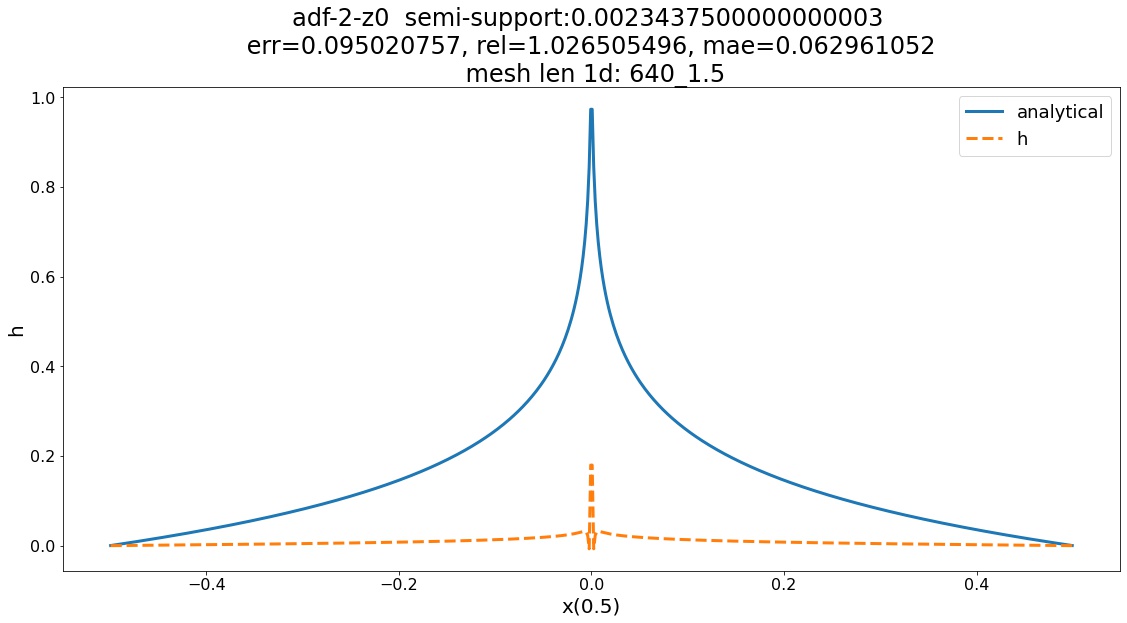 adf-2-z0  semi-support:0.0023437500000000003
err=0.095020757, rel=1.026505496, mae=0.062961052
mesh len 1d: 640_1.5
analytical
h
h
1.0
0.8
0.6
0.4
0.2
0.0
−0.4
−0.2
0.0
0.2
0.4
x(0.5)